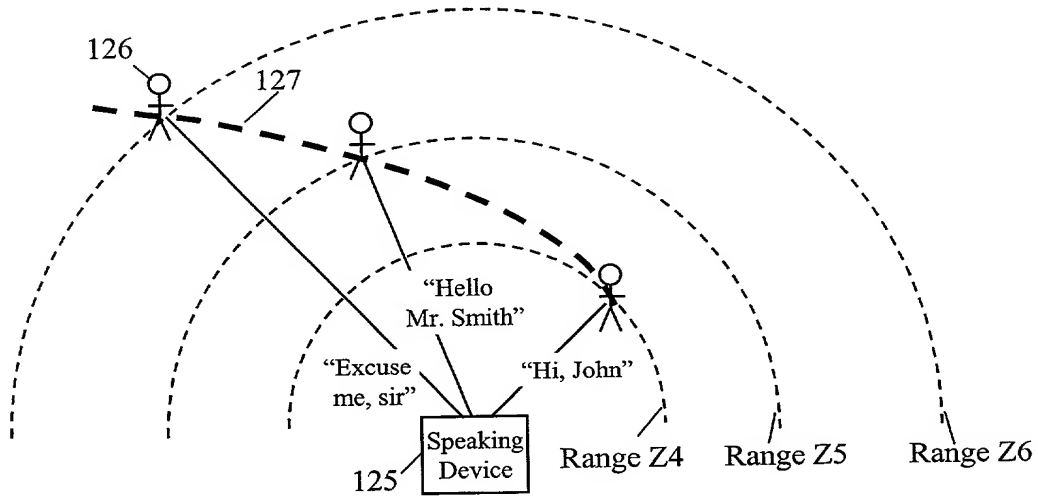 126
127
“Hello
Mr. Smith”
“Excuse
me, sir”
“Hi, John”
Speaking
Device
125
Range Z4
Range Z5
Range Z6